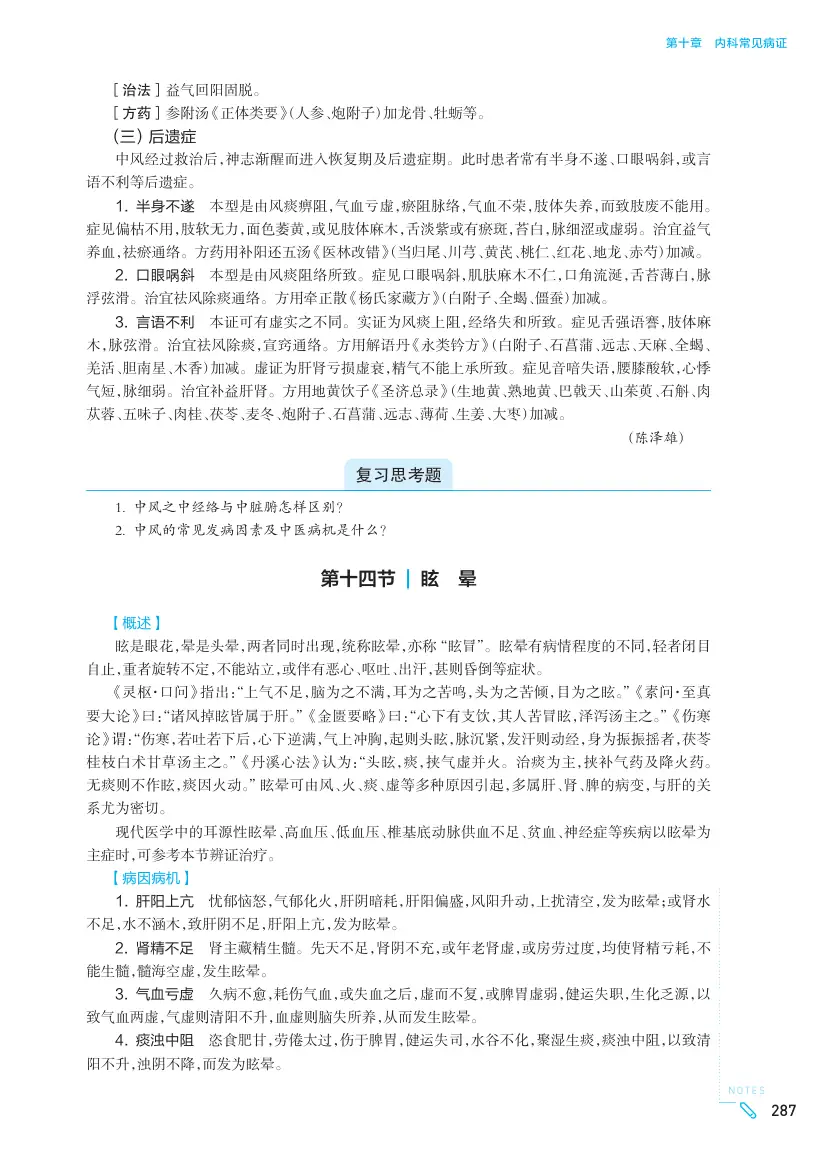 第十章　内科常见病证
［治法］益气回阳固脱。
［方药］参附汤《正体类要》（人参、炮附子）加龙骨、牡蛎等。
（三）后遗症
中风经过救治后，神志渐醒而进入恢复期及后遗症期。此时患者常有半身不遂、口眼㖞斜，或言
语不利等后遗症。
1. 半身不遂　本型是由风痰痹阻，气血亏虚，瘀阻脉络，气血不荣，肢体失养，而致肢废不能用。
症见偏枯不用，肢软无力，面色萎黄，或见肢体麻木，舌淡紫或有瘀斑，苔白，脉细涩或虚弱。治宜益气
养血，祛瘀通络。方药用补阳还五汤《医林改错》（当归尾、川芎、黄芪、桃仁、红花、地龙、赤芍）加减。
2. 口眼㖞斜　本型是由风痰阻络所致。症见口眼㖞斜，肌肤麻木不仁，口角流涎，舌苔薄白，脉
浮弦滑。治宜祛风除痰通络。方用牵正散《杨氏家藏方》（白附子、全蝎、僵蚕）加减。
3. 言语不利　本证可有虚实之不同。实证为风痰上阻，经络失和所致。症见舌强语謇，肢体麻
木，脉弦滑。治宜祛风除痰，宣窍通络。方用解语丹《永类钤方》（白附子、石菖蒲、远志、天麻、全蝎、
羌活、胆南星、木香）加减。虚证为肝肾亏损虚衰，精气不能上承所致。症见音喑失语，腰膝酸软，心悸
气短，脉细弱。治宜补益肝肾。方用地黄饮子《圣济总录》（生地黄、熟地黄、巴戟天、山茱萸、石斛、肉
苁蓉、五味子、肉桂、茯苓、麦冬、炮附子、石菖蒲、远志、薄荷、生姜、大枣）加减。
（陈泽雄）
复习思考题
1. 中风之中经络与中脏腑怎样区别？
2. 中风的常见发病因素及中医病机是什么？
第十四节｜眩　晕
【概述】
眩是眼花，晕是头晕，两者同时出现，统称眩晕，亦称“眩冒”。眩晕有病情程度的不同，轻者闭目
自止，重者旋转不定，不能站立，或伴有恶心、呕吐、出汗，甚则昏倒等症状。
《灵枢·口问》指出：“上气不足，脑为之不满，耳为之苦鸣，头为之苦倾，目为之眩。”《素问·至真
要大论》曰：“诸风掉眩皆属于肝。”《金匮要略》曰：“心下有支饮，其人苦冒眩，泽泻汤主之。”《伤寒
论》谓：“伤寒，若吐若下后，心下逆满，气上冲胸，起则头眩，脉沉紧，发汗则动经，身为振振摇者，茯苓
桂枝白术甘草汤主之。”《丹溪心法》认为：“头眩，痰，挟气虚并火。治痰为主，挟补气药及降火药。
无痰则不作眩，痰因火动。”眩晕可由风、火、痰、虚等多种原因引起，多属肝、肾、脾的病变，与肝的关
系尤为密切。
现代医学中的耳源性眩晕、高血压、低血压、椎基底动脉供血不足、贫血、神经症等疾病以眩晕为
主症时，可参考本节辨证治疗。
【病因病机】
1. 肝阳上亢　忧郁恼怒，气郁化火，肝阴暗耗，肝阳偏盛，风阳升动，上扰清空，发为眩晕；或肾水
不足，水不涵木，致肝阴不足，肝阳上亢，发为眩晕。
2. 肾精不足　肾主藏精生髓。先天不足，肾阴不充，或年老肾虚，或房劳过度，均使肾精亏耗，不
能生髓，髓海空虚，发生眩晕。
3. 气血亏虚　久病不愈，耗伤气血，或失血之后，虚而不复，或脾胃虚弱，健运失职，生化乏源，以
致气血两虚，气虚则清阳不升，血虚则脑失所养，从而发生眩晕。
4. 痰浊中阻　恣食肥甘，劳倦太过，伤于脾胃，健运失司，水谷不化，聚湿生痰，痰浊中阻，以致清
阳不升，浊阴不降，而发为眩晕。
NOTES
287